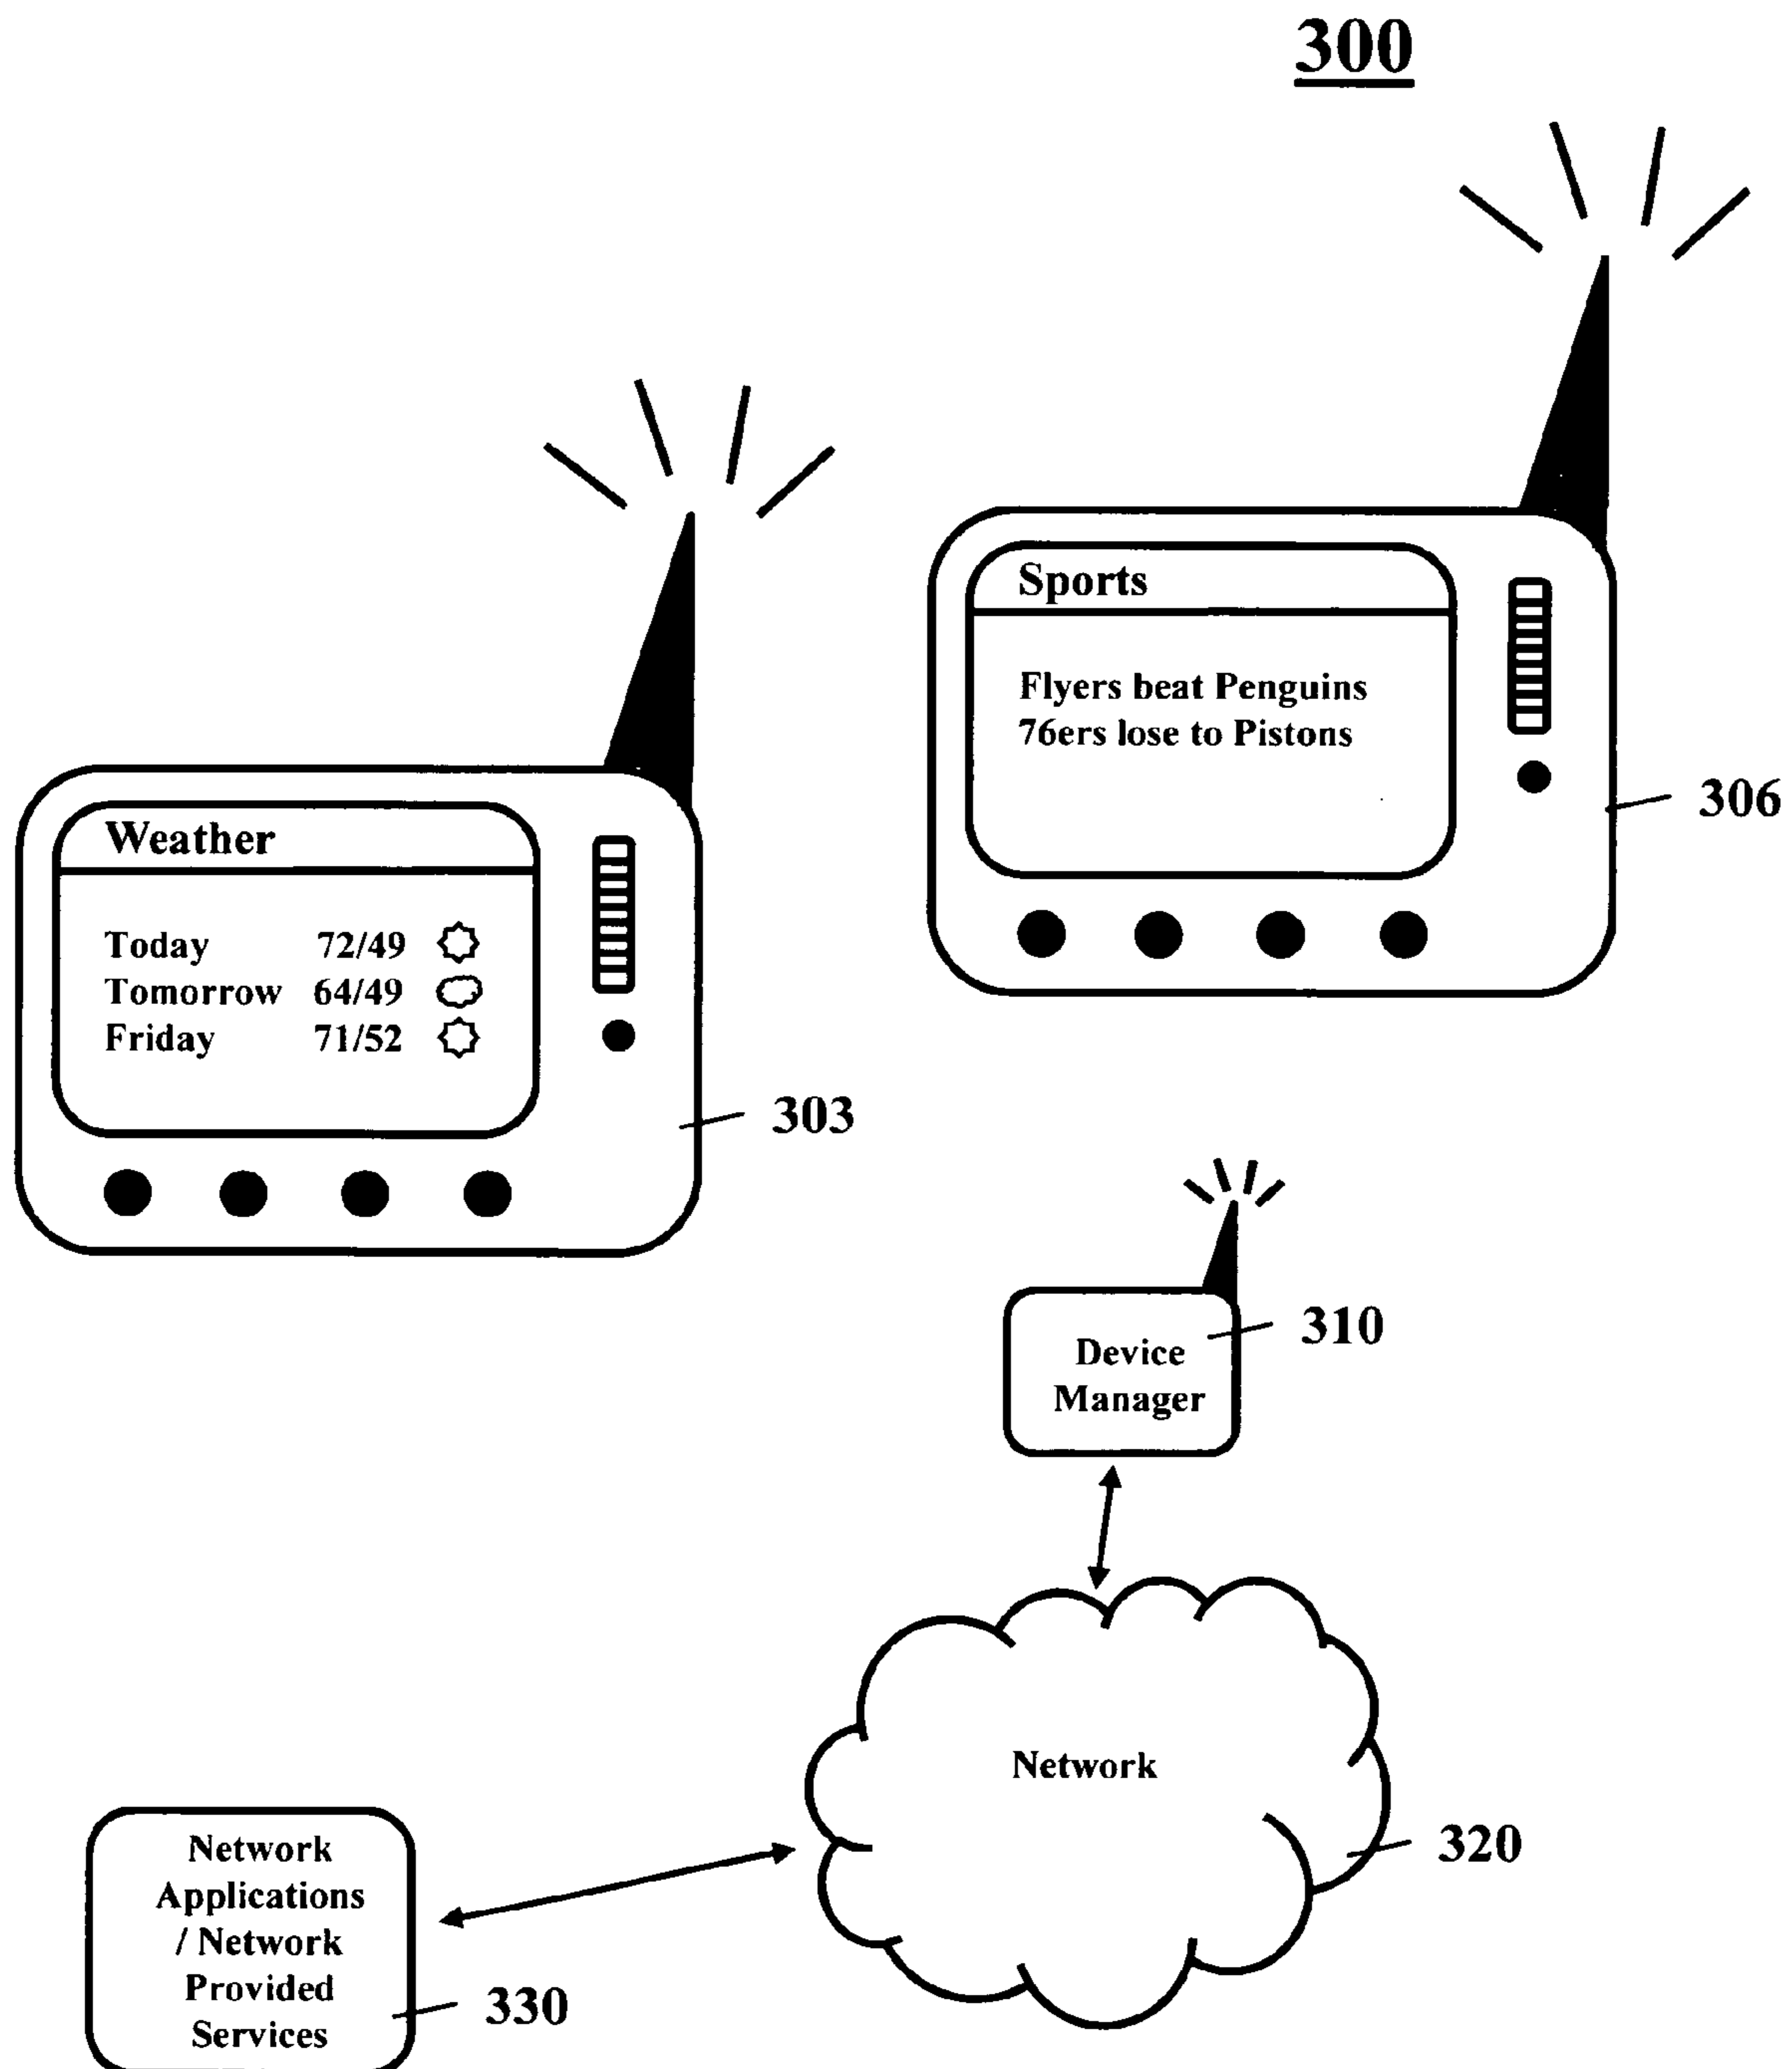 300
Sports
Flyers beat Penguins
76ers lose to Pistons
306
Weather
Today 72/49
Tomorrow 64/49
Friday 71/52
303
310
Device
Manager
Network
320
Network
Applications
/ Network
Provided
Services
330